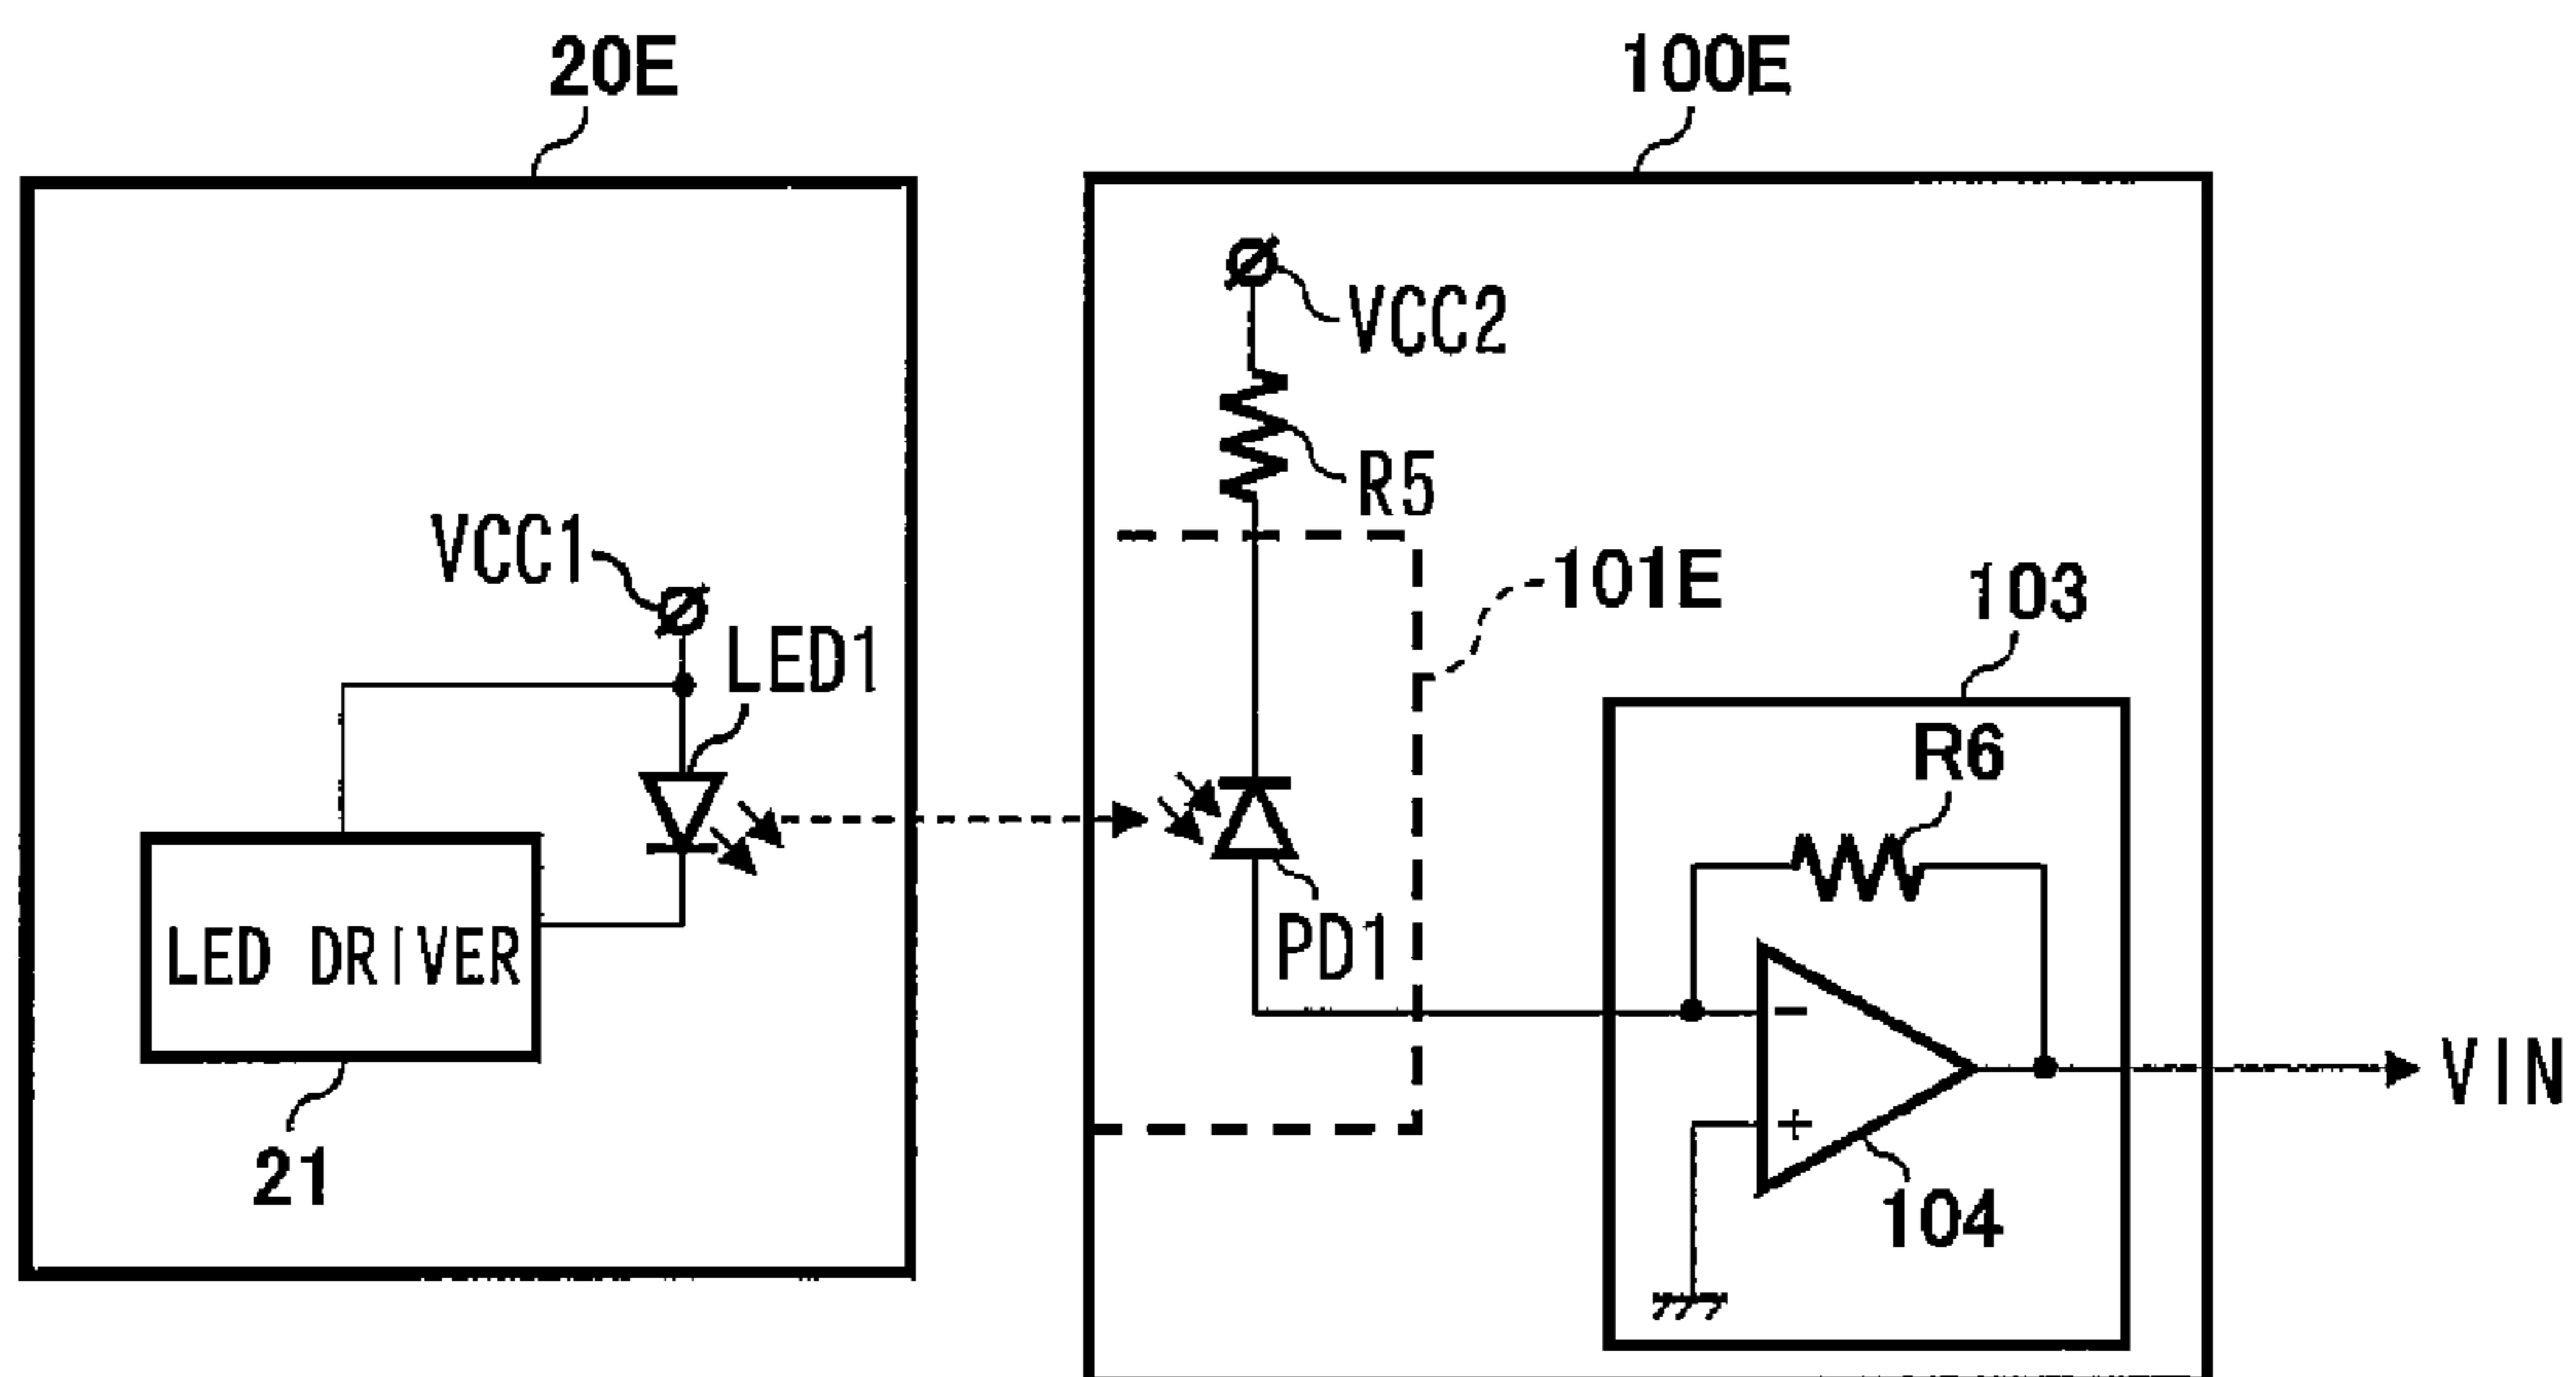 20E
100E
VCC2
R5
VCC1
101E
103
LED1
R6
LED DRIVER
PD1
-
VIN
+
21
104